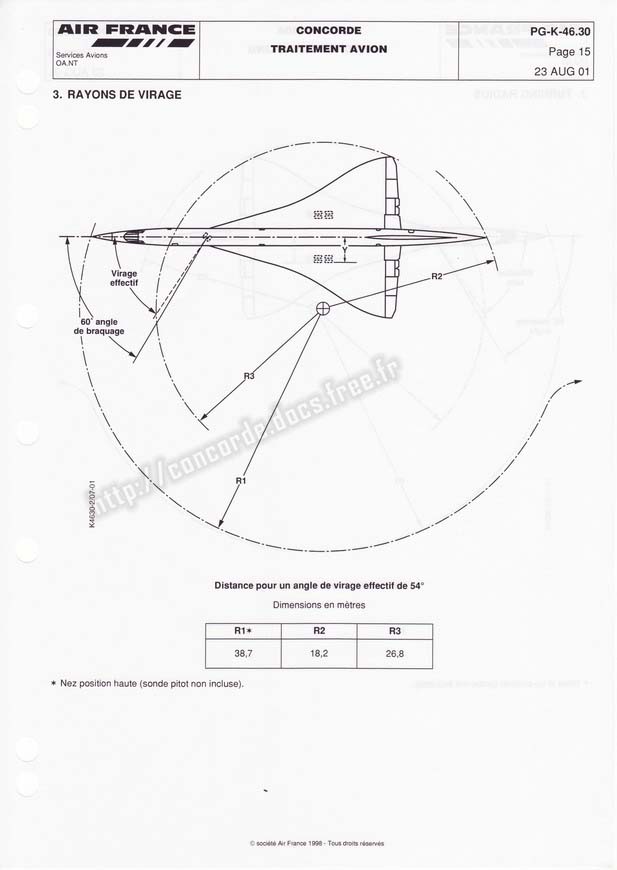 AIR FRANCE
Services Avions
OA.NT
CONCORDE
TRAITEMENT AVION
PG-K-46.30
Page 15
23 AUG 01
3. RAYONS DE VIRAGE
Y
R2
Virage
effectif
60° angle
de braquage
R3
R1
http://concorde.docs.free.fr
K4630-2/07-01
Distance pour un angle de virage effectif de 54°
Dimensions en mètres
R1* R2 R3
38,7 18,2 26,8
* Nez position haute (sonde pitot non incluse).
© société Air France 1998 - Tous droits réservés